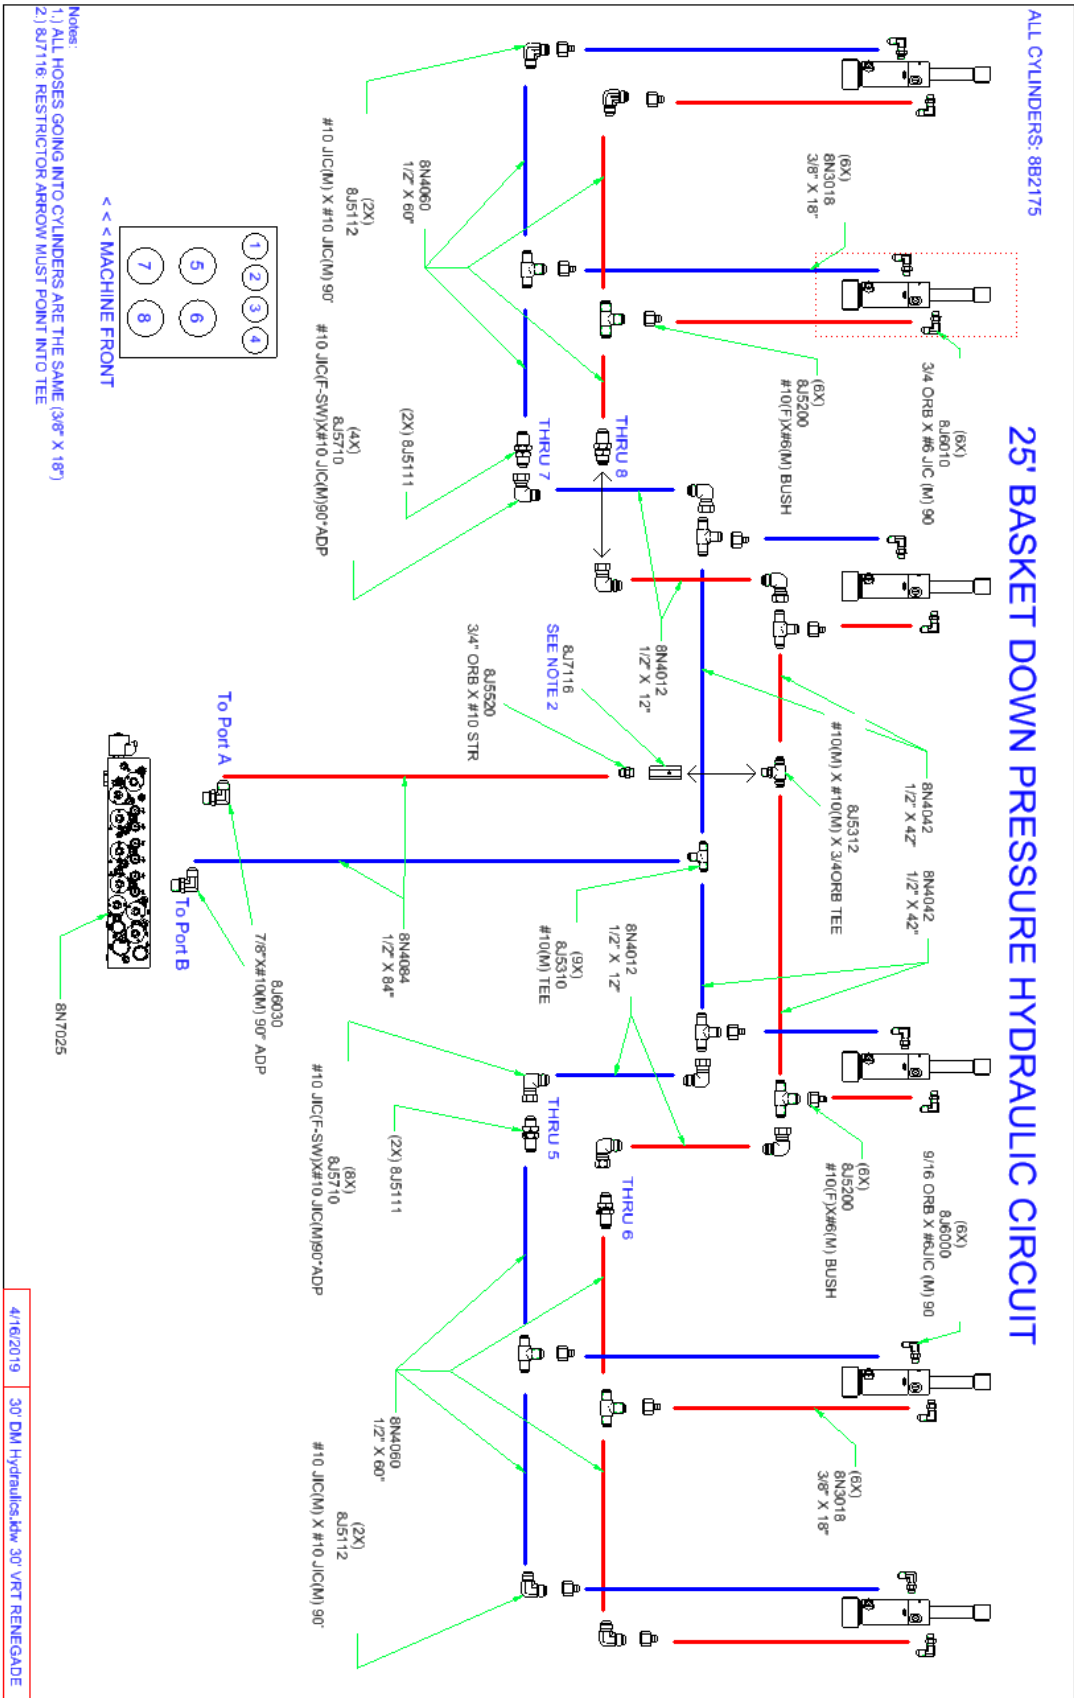 ALL CYLINDERS: 8B2175
25' BASKET DOWN PRESSURE HYDRAULIC CIRCUIT
(6X)
8N3018
3/8" X 18"
(6X)
8J6010
3/4 ORB X #6 JIC (M) 90
(6X)
8J5200
#10(F)X#6(M) BUSH
8N4042
1/2" X 42"
8N4042
1/2" X 42"
(6X)
8J6000
9/16 ORB X #6JIC (M) 90
(6X)
8J5200
#10(F)X#6(M) BUSH
(6X)
8N3018
3/8" X 18"
8J5312
#10(M) X #10(M) X 3/4ORB TEE
THRU 8
THRU 7
8N4012
1/2" X 12"
8J7116
SEE NOTE 2
8J5520
3/4" ORB X #10 STR
8N4012
1/2" X 12"
(9X)
8J5310
#10(M) TEE
THRU 6
THRU 5
8N4060
1/2" X 60"
(2X)
8J5112
#10 JIC(M) X #10 JIC(M) 90°
(2X) 8J5111
(4X)
8J5710
#10 JIC(F-SW)X#10 JIC(M)90°ADP
8N4084
1/2" X 84"
(2X) 8J5111
(8X)
8J5710
#10 JIC(F-SW)X#10 JIC(M)90°ADP
8N4060
1/2" X 60"
(2X)
8J5112
#10 JIC(M) X #10 JIC(M) 90°
To Port A
To Port B
8J6030
7/8"X#10(M) 90° ADP
8N7025
1 2 3 4
5 6
7 8
< < < MACHINE FRONT
Notes:
1.) ALL HOSES GOING INTO CYLINDERS ARE THE SAME (3/8" X 18")
2.) 8J7116: RESTRICTOR ARROW MUST POINT INTO TEE
4/16/2019
30' DM Hydraulics.idw 30' VRT RENEGADE